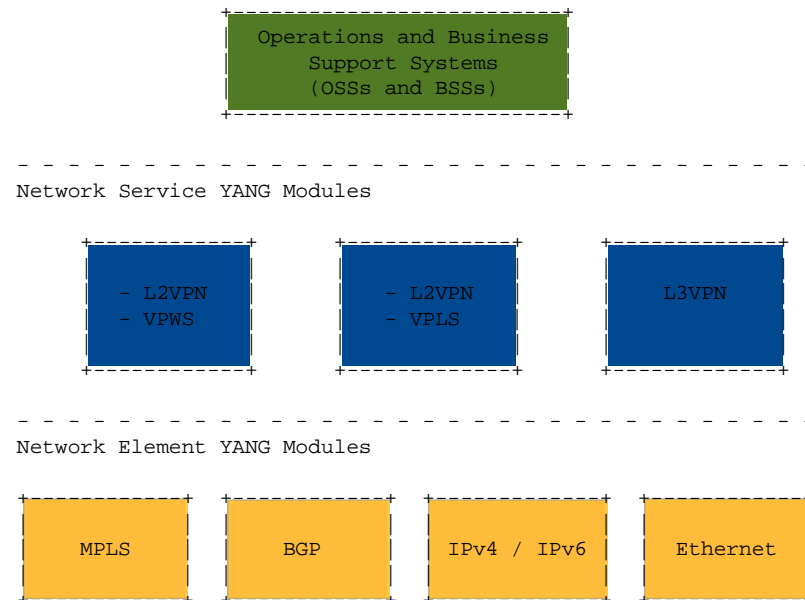 Operations and Business
Support Systems
(OSSs and BSSs)
Network Service YANG Modules
- L2VPN
- VPWS
- L2VPN
- VPLS
L3VPN
Network Element YANG Modules
MPLS
BGP
IPv4 / IPv6
Ethernet